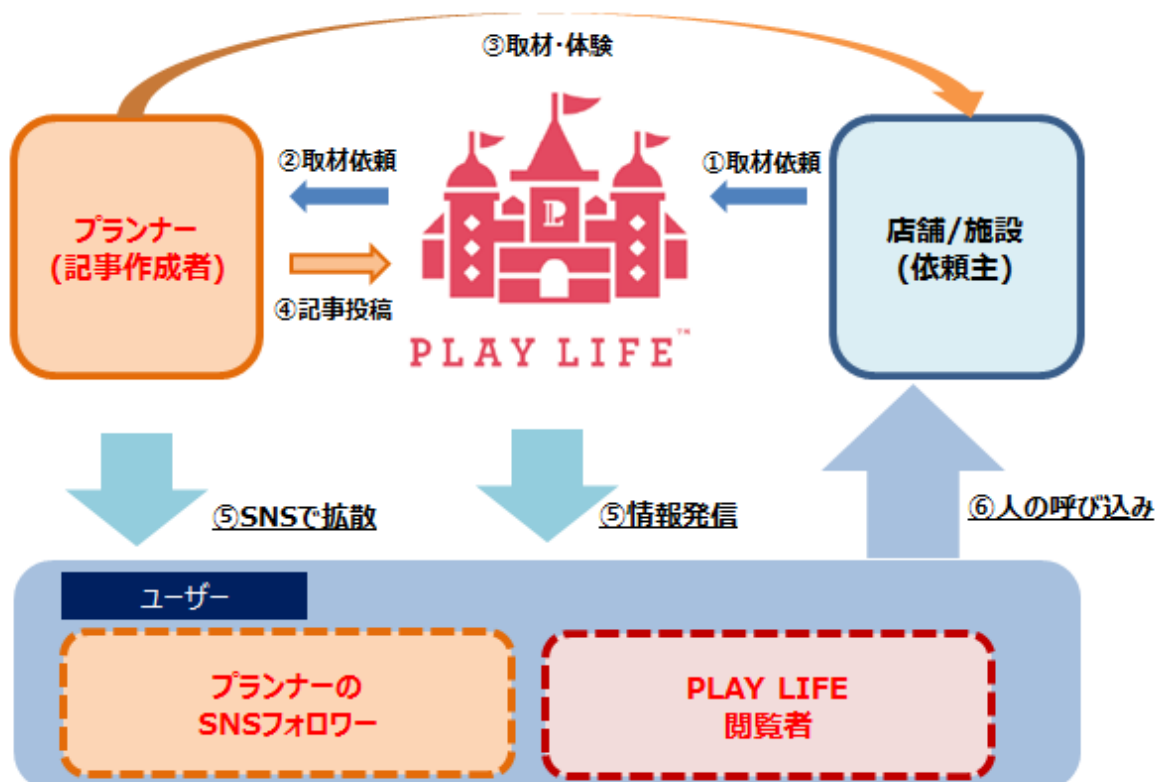 ③取材・体験
②取材依頼
①取材依頼
プランナー
(記事作成者)
店舗/施設
(依頼主)
④記事投稿
PLAY LIFE™
⑤SNSで拡散
⑤情報発信
⑥人の呼び込み
ユーザー
プランナーの
SNSフォロワー
PLAY LIFE
閲覧者